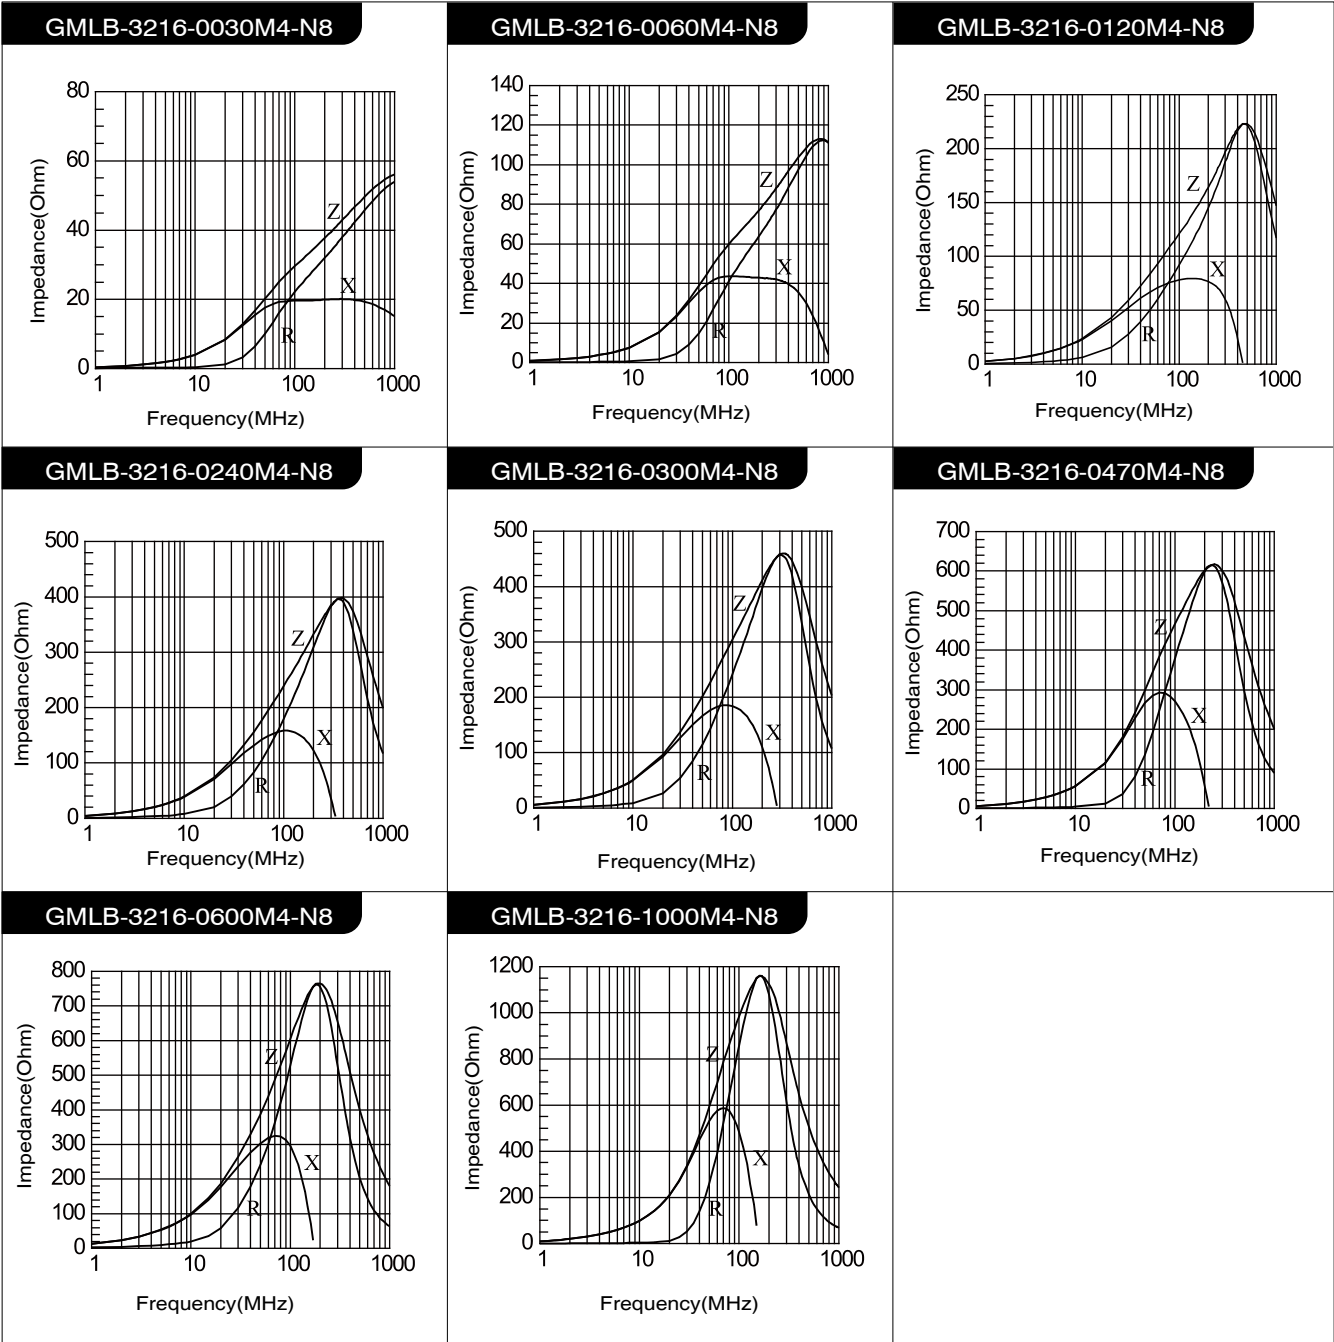 GMLB-3216-0030M4-N8
80
60
40
20
0
Impedance(Ohm)
Z
X
R
1 10 100 1000
Frequency(MHz)
GMLB-3216-0060M4-N8
140
120
100
80
60
40
20
0
Impedance(Ohm)
Z
X
R
1 10 100 1000
Frequency(MHz)
GMLB-3216-0120M4-N8
250
200
150
100
50
0
Impedance(Ohm)
Z
X
R
1 10 100 1000
Frequency(MHz)
GMLB-3216-0240M4-N8
500
400
300
200
100
0
Impedance(Ohm)
Z
X
R
1 10 100 1000
Frequency(MHz)
GMLB-3216-0300M4-N8
500
400
300
200
100
0
Impedance(Ohm)
Z
X
R
1 10 100 1000
Frequency(MHz)
GMLB-3216-0470M4-N8
700
600
500
400
300
200
100
0
Impedance(Ohm)
Z
X
R
1 10 100 1000
Frequency(MHz)
GMLB-3216-0600M4-N8
800
700
600
500
400
300
200
100
0
Impedance(Ohm)
Z
X
R
1 10 100 1000
Frequency(MHz)
GMLB-3216-1000M4-N8
1200
1000
800
600
400
200
0
Impedance(Ohm)
Z
X
R
1 10 100 1000
Frequency(MHz)